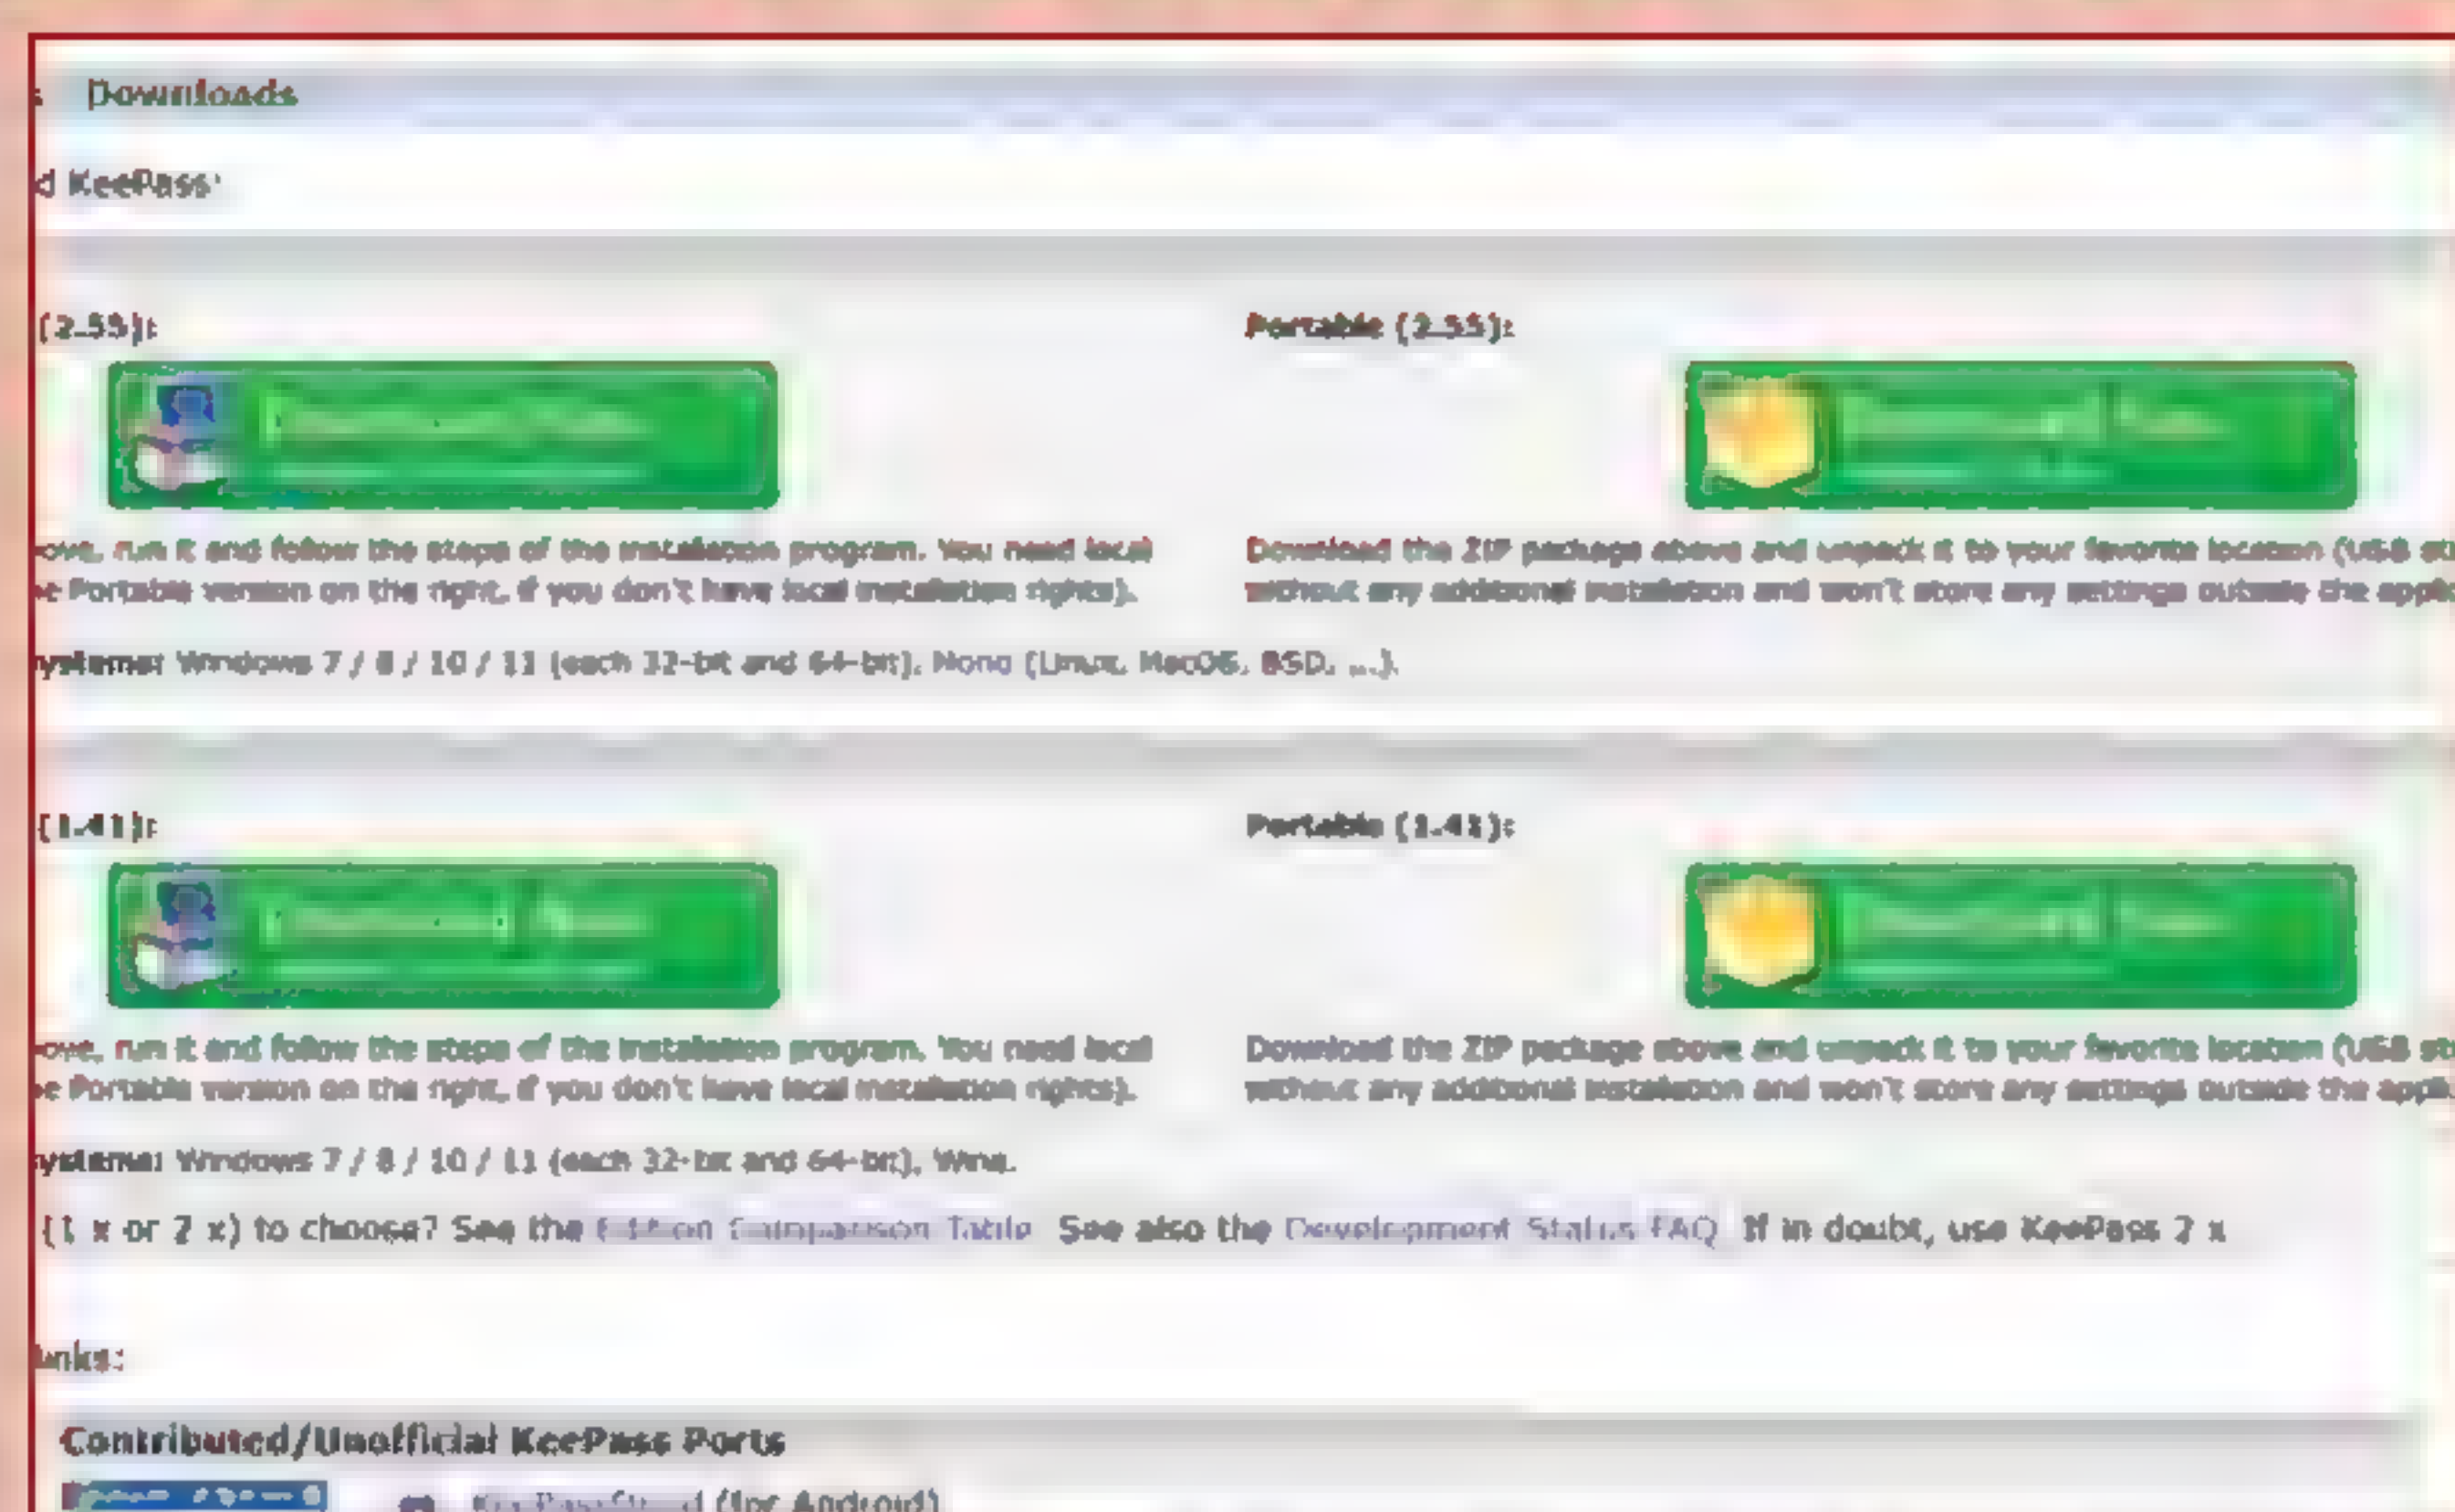 Downloads
d KeePass:
(2.55):
Portable (2.55):
ove, run it and follow the steps of the installation program. You need local
e Portable version on the right, if you don't have local installation rights).
Download the ZIP package above and unpack it to your favorite location (USB st
without any additional installation and won't store any settings outside the applic
ystems: Windows 7 / 8 / 10 / 11 (each 32-bit and 64-bit), Mono (Linux, MacOS, BSD, ...).
(1.41):
Portable (1.41):
ove, run it and follow the steps of the installation program. You need local
e Portable version on the right, if you don't have local installation rights).
Download the ZIP package above and unpack it to your favorite location (USB st
without any additional installation and won't store any settings outside the appli
ystems: Windows 7 / 8 / 10 / 11 (each 32-bit and 64-bit), Wine.
(1.x or 2.x) to choose? See the Edition Comparison Table. See also the Development Status FAQ. If in doubt, use KeePass 2.x
inks:
Contributed/Unofficial KeePass Ports
(for Android)